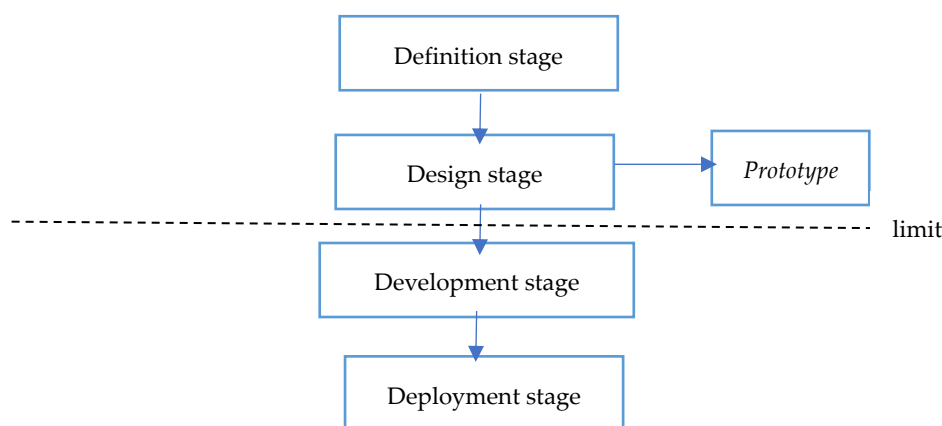 Definition stage
Design stage
Prototype
limit
Development stage
Deployment stage